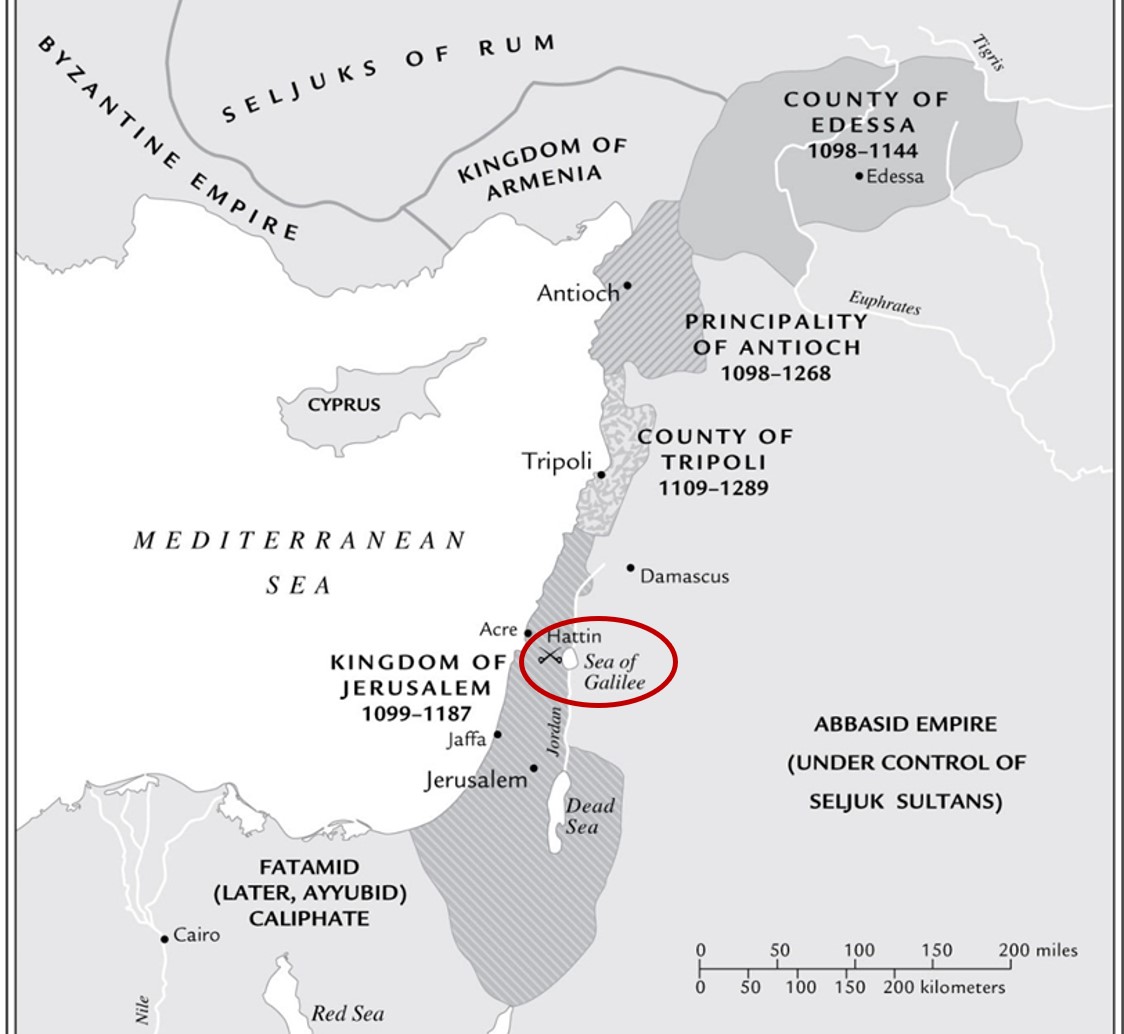 BYZANTINE EMPIRE
SELJUKS OF RUM
Tigris
KINGDOM OF
ARMENIA
COUNTY OF
EDESSA
1098–1144
Edessa
Antioch
Euphrates
PRINCIPALITY
OF ANTIOCH
1098–1268
CYPRUS
COUNTY OF
TRIPOLI
1109–1289
Tripoli
MEDITERRANEAN
SEA
Damascus
Acre
Hattin
Sea of
Galilee
KINGDOM OF
JERUSALEM
1099–1187
Jordan
Jaffa
Jerusalem
ABBASID EMPIRE
(UNDER CONTROL OF
SELJUK SULTANS)
Dead
Sea
FATAMID
(LATER, AYYUBID)
CALIPHATE
Cairo
Nile
Red Sea
0 50 100 150 200 miles
0 50 100 150 200 kilometers